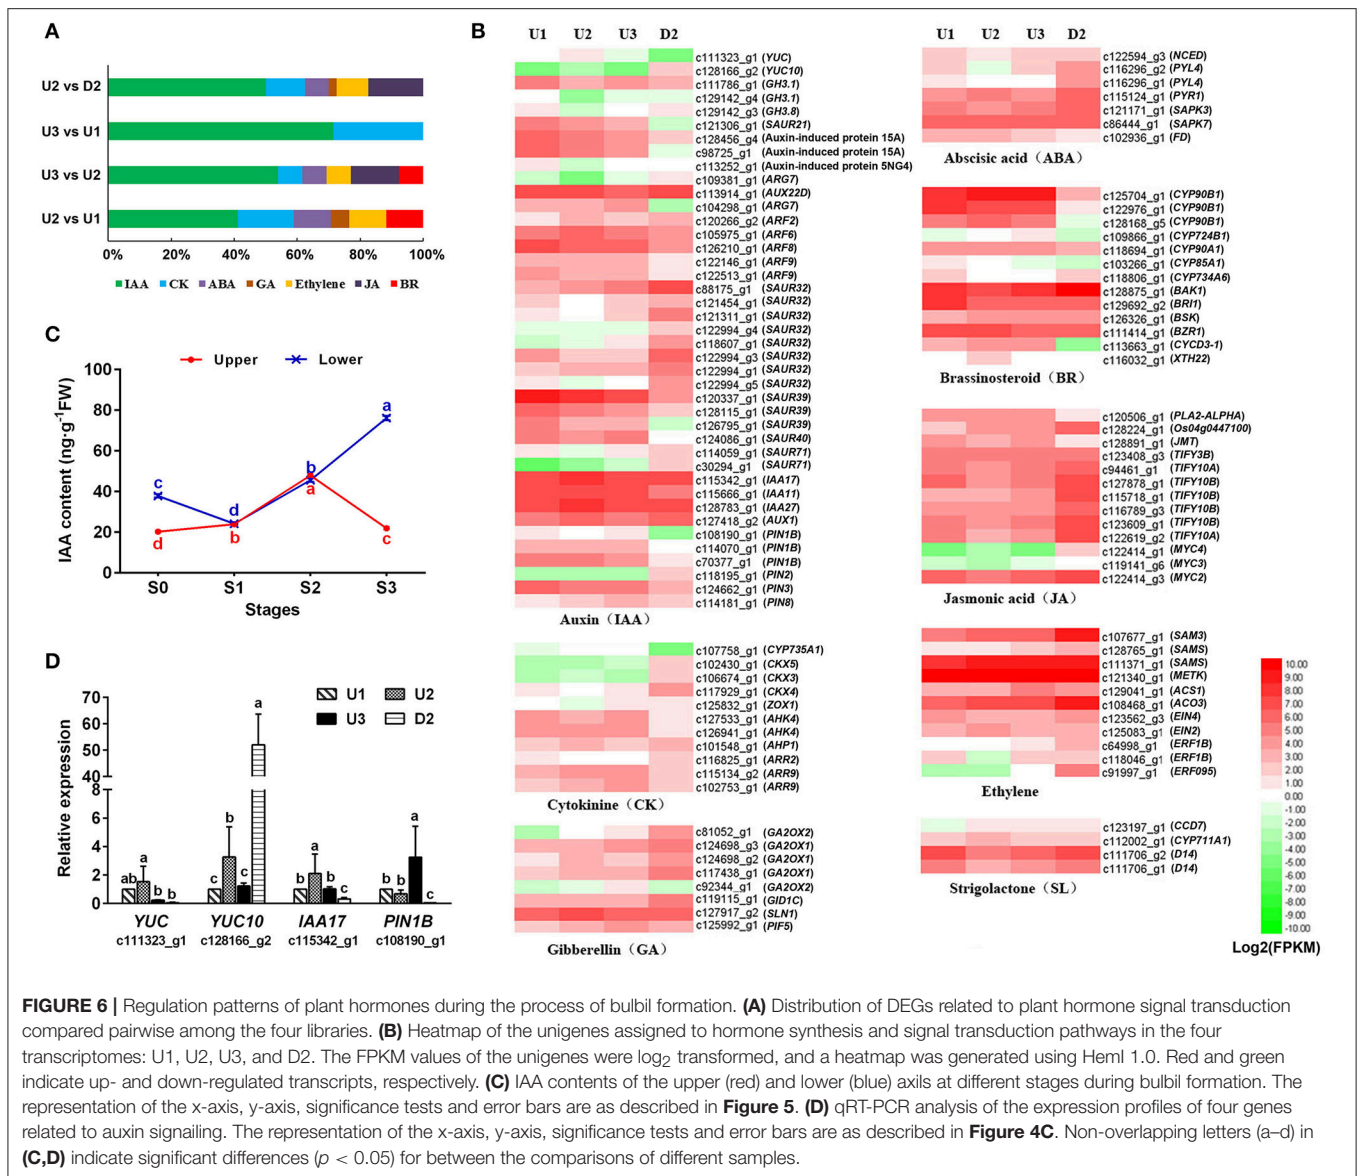 A
U2 vs D2
U3 vs U1
U3 vs U2
U2 vs U1
0% 20% 40% 60% 80% 100%
IAA CK ABA GA Ethylene JA BR
B
U1 U2 U3 D2
c111323_g1 (YUC)
c128166_g2 (YUC10)
c111786_g1 (GH3.1)
c129142_g4 (GH3.1)
c129142_g3 (GH3.8)
c121306_g1 (SAUR21)
c128456_g4 (Auxin-induced protein 15A)
c98725_g1 (Auxin-induced protein 15A)
c113252_g1 (Auxin-induced protein 5NG4)
c109381_g1 (ARG7)
c113914_g1 (AUX22D)
c104298_g1 (ARG7)
c120266_g2 (ARF2)
c105975_g1 (ARF6)
c126210_g1 (ARF8)
c122146_g1 (ARF9)
c122513_g1 (ARF9)
c88175_g1 (SAUR32)
c121454_g1 (SAUR32)
c121311_g1 (SAUR32)
c122994_g4 (SAUR32)
c118607_g1 (SAUR32)
c122994_g3 (SAUR32)
c122994_g1 (SAUR32)
c122994_g5 (SAUR32)
c120337_g1 (SAUR39)
c128115_g1 (SAUR39)
c126795_g1 (SAUR39)
c124086_g1 (SAUR40)
c114059_g1 (SAUR71)
c30294_g1 (SAUR71)
c115342_g1 (IAA17)
c115666_g1 (IAA11)
c128783_g1 (IAA27)
c127418_g2 (AUX1)
c108190_g1 (PIN1B)
c114070_g1 (PIN1B)
c70377_g1 (PIN1B)
c118195_g1 (PIN2)
c124662_g1 (PIN3)
c114181_g1 (PIN8)
Auxin（IAA）
c107758_g1 (CYP735A1)
c102430_g1 (CKX5)
c106674_g1 (CKX3)
c117929_g1 (CKX4)
c125832_g1 (ZOX1)
c127533_g1 (AHK4)
c126941_g1 (AHK4)
c101548_g1 (AHP1)
c116825_g1 (ARR2)
c115134_g2 (ARR9)
c102753_g1 (ARR9)
Cytokinine（CK）
c81052_g1 (GA2OX2)
c124698_g3 (GA2OX1)
c124698_g2 (GA2OX1)
c117438_g1 (GA2OX1)
c92344_g1 (GA2OX2)
c119115_g1 (GID1C)
c127917_g2 (SLN1)
c125992_g1 (PIF5)
Gibberellin（GA）
U1 U2 U3 D2
c122594_g3 (NCED)
c116296_g2 (PYL4)
c116296_g1 (PYL4)
c115124_g1 (PYR1)
c121171_g1 (SAPK3)
c86444_g1 (SAPK7)
c102936_g1 (FD)
Abscisic acid（ABA）
c125704_g1 (CYP90B1)
c122976_g1 (CYP90B1)
c128168_g5 (CYP90B1)
c109866_g1 (CYP724B1)
c118694_g1 (CYP90A1)
c103266_g1 (CYP85A1)
c118806_g1 (CYP734A6)
c128875_g1 (BAK1)
c129692_g2 (BRI1)
c126326_g1 (BSK)
c111414_g1 (BZR1)
c113663_g1 (CYCD3-1)
c116032_g1 (XTH22)
Brassinosteroid（BR）
c120506_g1 (PLA2-ALPHA)
c128224_g1 (Os04g0447100)
c128891_g1 (JMT)
c123408_g3 (TIFY3B)
c94461_g1 (TIFY10A)
c127878_g1 (TIFY10B)
c115718_g1 (TIFY10B)
c116789_g3 (TIFY10B)
c123609_g1 (TIFY10B)
c122619_g2 (TIFY10A)
c122414_g1 (MYC4)
c119141_g6 (MYC3)
c122414_g3 (MYC2)
Jasmonic acid（JA）
c107677_g1 (SAM3)
c128765_g1 (SAMS)
c111371_g1 (SAMS)
c121340_g1 (METK)
c129041_g1 (ACS1)
c108468_g1 (ACO3)
c123562_g3 (EIN4)
c125083_g1 (EIN2)
c64998_g1 (ERF1B)
c118046_g1 (ERF1B)
c91997_g1 (ERF095)
Ethylene
c123197_g1 (CCD7)
c112002_g1 (CYP711A1)
c111706_g2 (D14)
c111706_g1 (D14)
Strigolactone（SL）
10.00
9.00
8.00
7.00
6.00
5.00
4.00
3.00
2.00
1.00
0.00
-1.00
-2.00
-3.00
-4.00
-5.00
-6.00
-7.00
-8.00
-9.00
-10.00
Log2(FPKM)
C
Upper Lower
IAA content (ng·g-1FW)
100
80
60
40
20
0
c d b a
d b a c
S0 S1 S2 S3
Stages
D
U1 U2
U3 D2
Relative expression
70
60
50
40
8
6
4
2
0
ab a b b c b c a b a b c b b a c
YUC YUC10 IAA17 PIN1B
c111323_g1 c128166_g2 c115342_g1 c108190_g1
FIGURE 6 | Regulation patterns of plant hormones during the process of bulbil formation. (A) Distribution of DEGs related to plant hormone signal transduction
compared pairwise among the four libraries. (B) Heatmap of the unigenes assigned to hormone synthesis and signal transduction pathways in the four
transcriptomes: U1, U2, U3, and D2. The FPKM values of the unigenes were log2 transformed, and a heatmap was generated using HemI 1.0. Red and green
indicate up- and down-regulated transcripts, respectively. (C) IAA contents of the upper (red) and lower (blue) axils at different stages during bulbil formation. The
representation of the x-axis, y-axis, significance tests and error bars are as described in Figure 5. (D) qRT-PCR analysis of the expression profiles of four genes
related to auxin signailing. The representation of the x-axis, y-axis, significance tests and error bars are as described in Figure 4C. Non-overlapping letters (a–d) in
(C,D) indicate significant differences (p < 0.05) for between the comparisons of different samples.